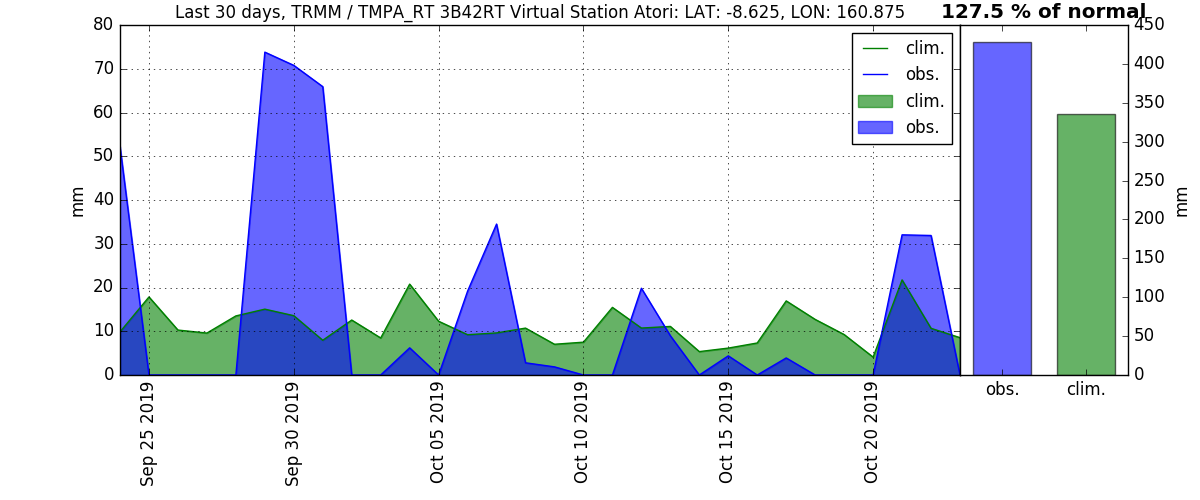 Last 30 days, TRMM / TMPA_RT 3B42RT Virtual Station Atori: LAT: -8.625, LON: 160.875
127.5 % of normal
80
70
60
50
40
30
20
10
0
mm
clim.
obs.
clim.
obs.
450
400
350
300
250
200
150
100
50
0
mm
Sep 25 2019
Sep 30 2019
Oct 05 2019
Oct 10 2019
Oct 15 2019
Oct 20 2019
obs.
clim.